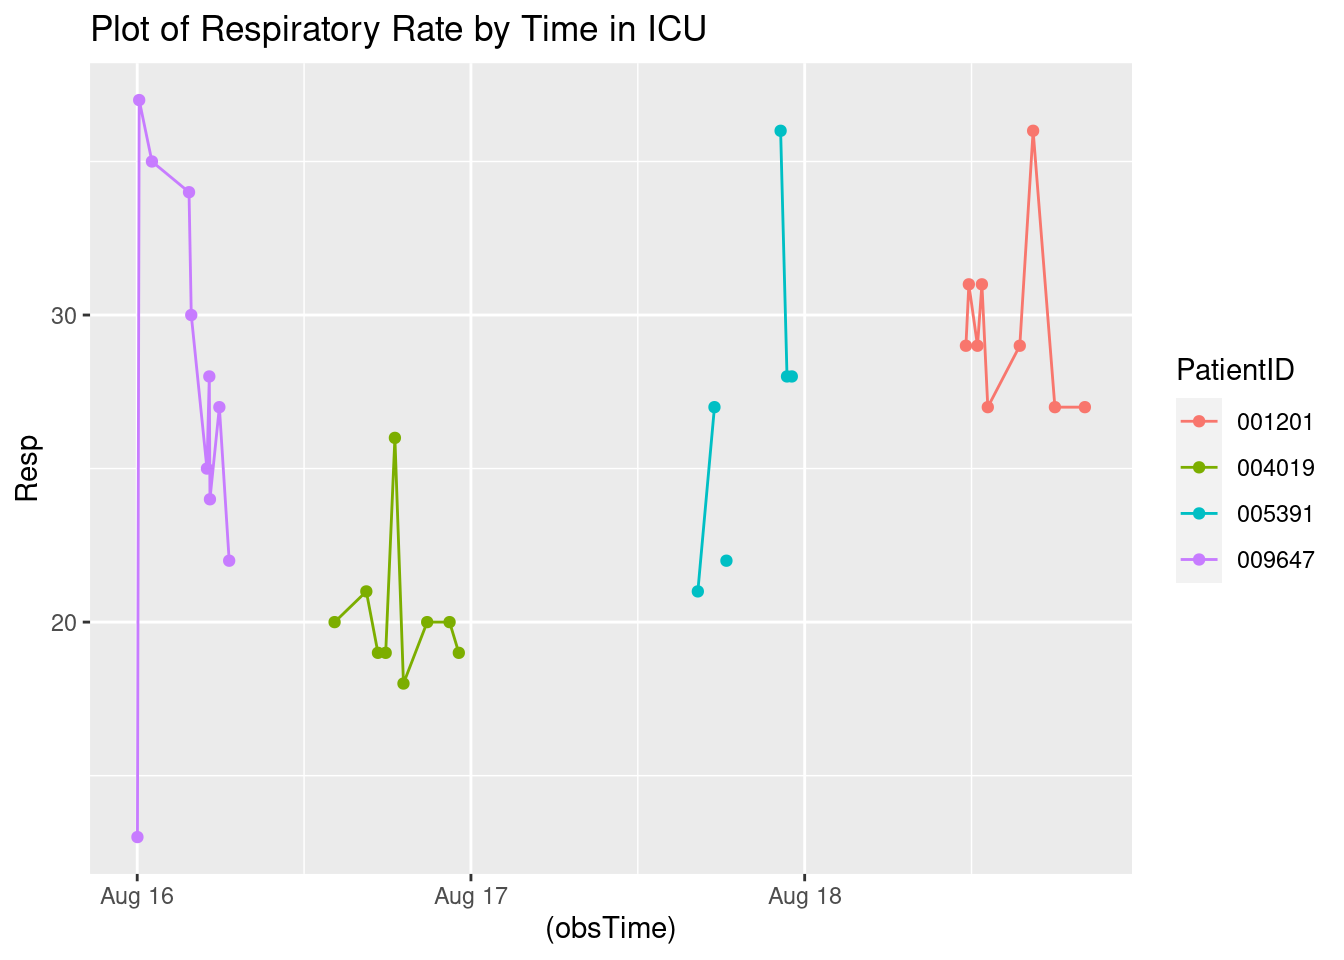 Plot of Respiratory Rate by Time in ICU
Resp
30
20
Aug 16
Aug 17
Aug 18
(obsTime)
PatientID
001201
004019
005391
009647